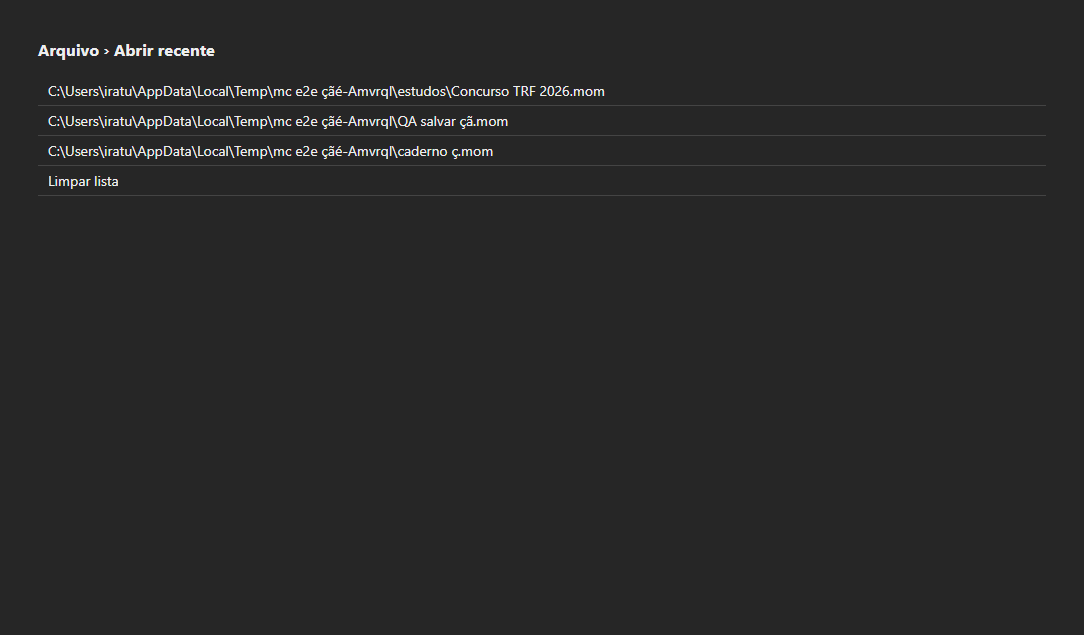 Arquivo › Abrir recente
C:\Users\iratu\AppData\Local\Temp\mc e2e çãé-Amvrql\estudos\Concurso TRF 2026.mom
C:\Users\iratu\AppData\Local\Temp\mc e2e çãé-Amvrql\QA salvar çã.mom
C:\Users\iratu\AppData\Local\Temp\mc e2e çãé-Amvrql\caderno ç.mom
Limpar lista